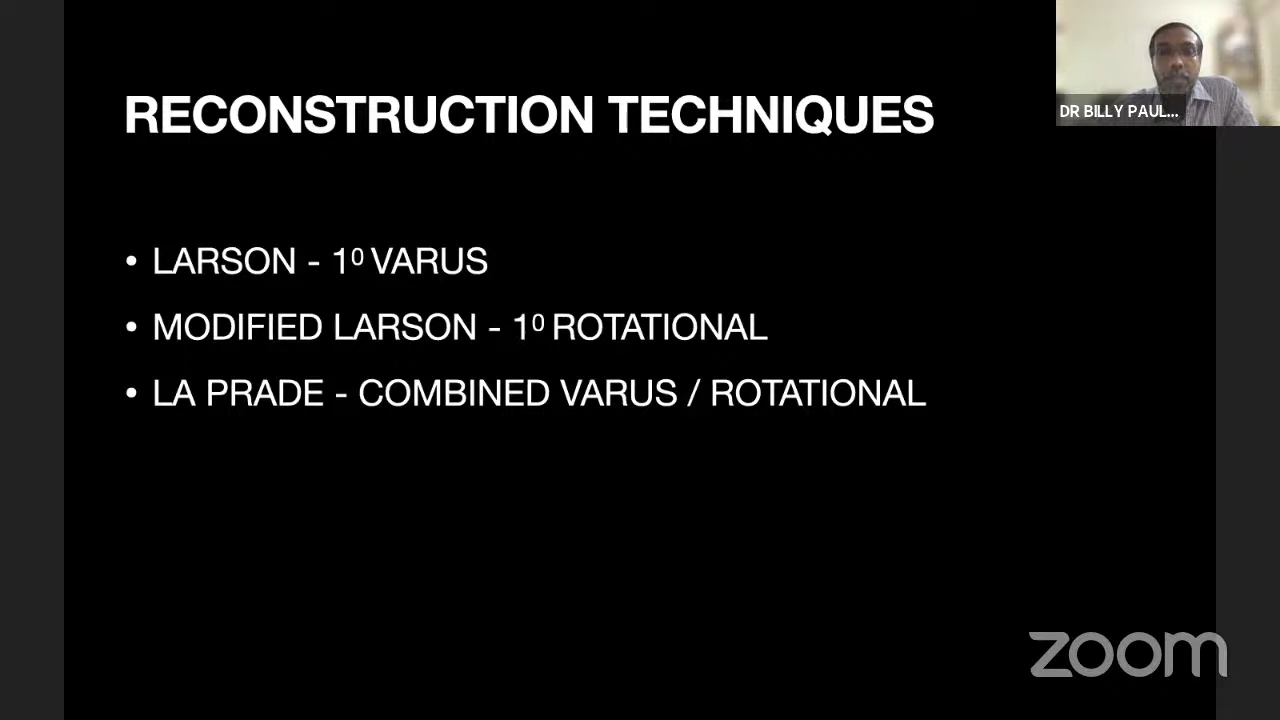 DR BILLY PAUL...
RECONSTRUCTION TECHNIQUES
• LARSON - 1⁰ VARUS
• MODIFIED LARSON - 1⁰ ROTATIONAL
• LA PRADE - COMBINED VARUS / ROTATIONAL
zoom